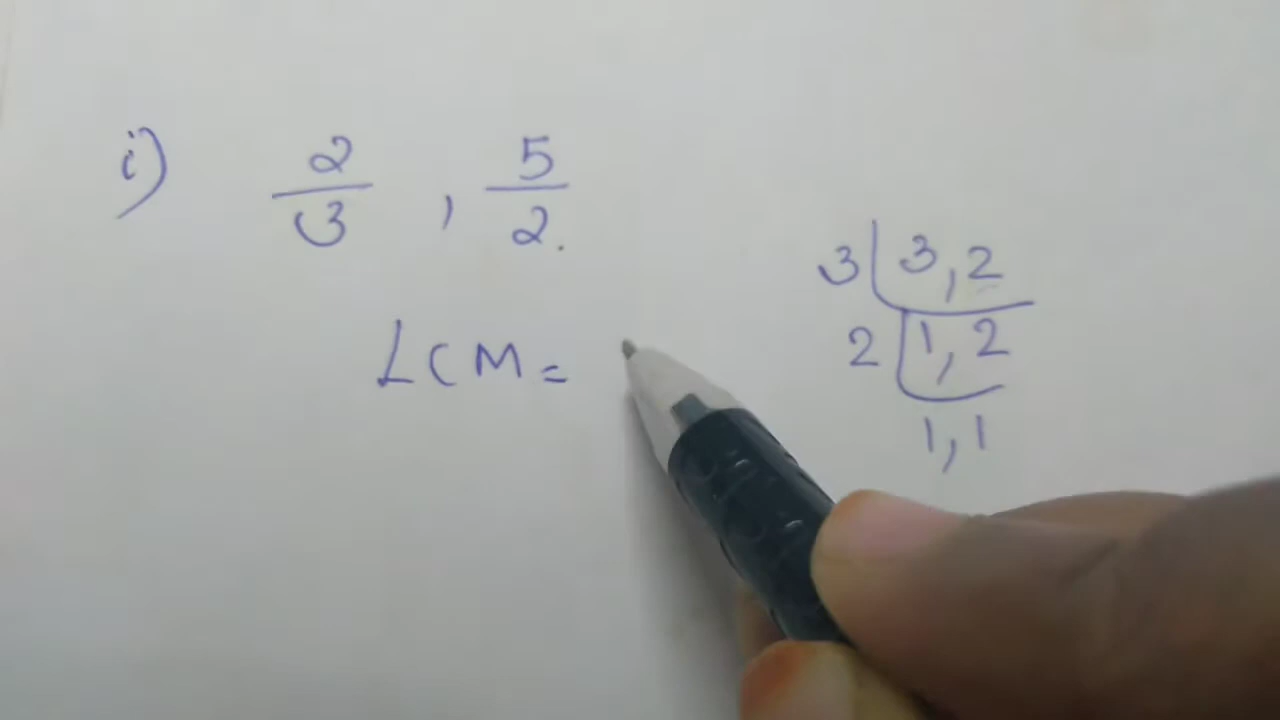 i) 2/3 , 5/2.
LCM =
3 | 3, 2
2 | 1, 2
1, 1